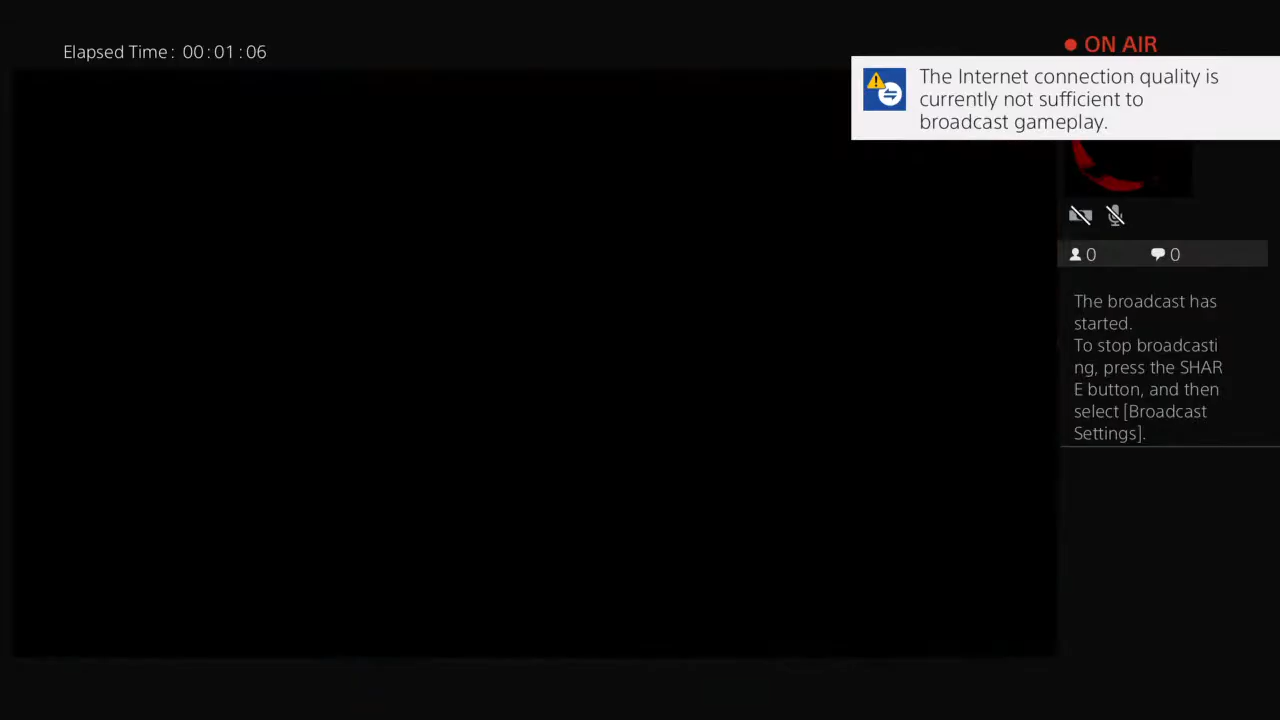 Elapsed Time: 00:01:06
ON AIR
The Internet connection quality is
currently not sufficient to
broadcast gameplay.
0
0
The broadcast has
started.
To stop broadcasti
ng, press the SHAR
E button, and then
select [Broadcast
Settings].